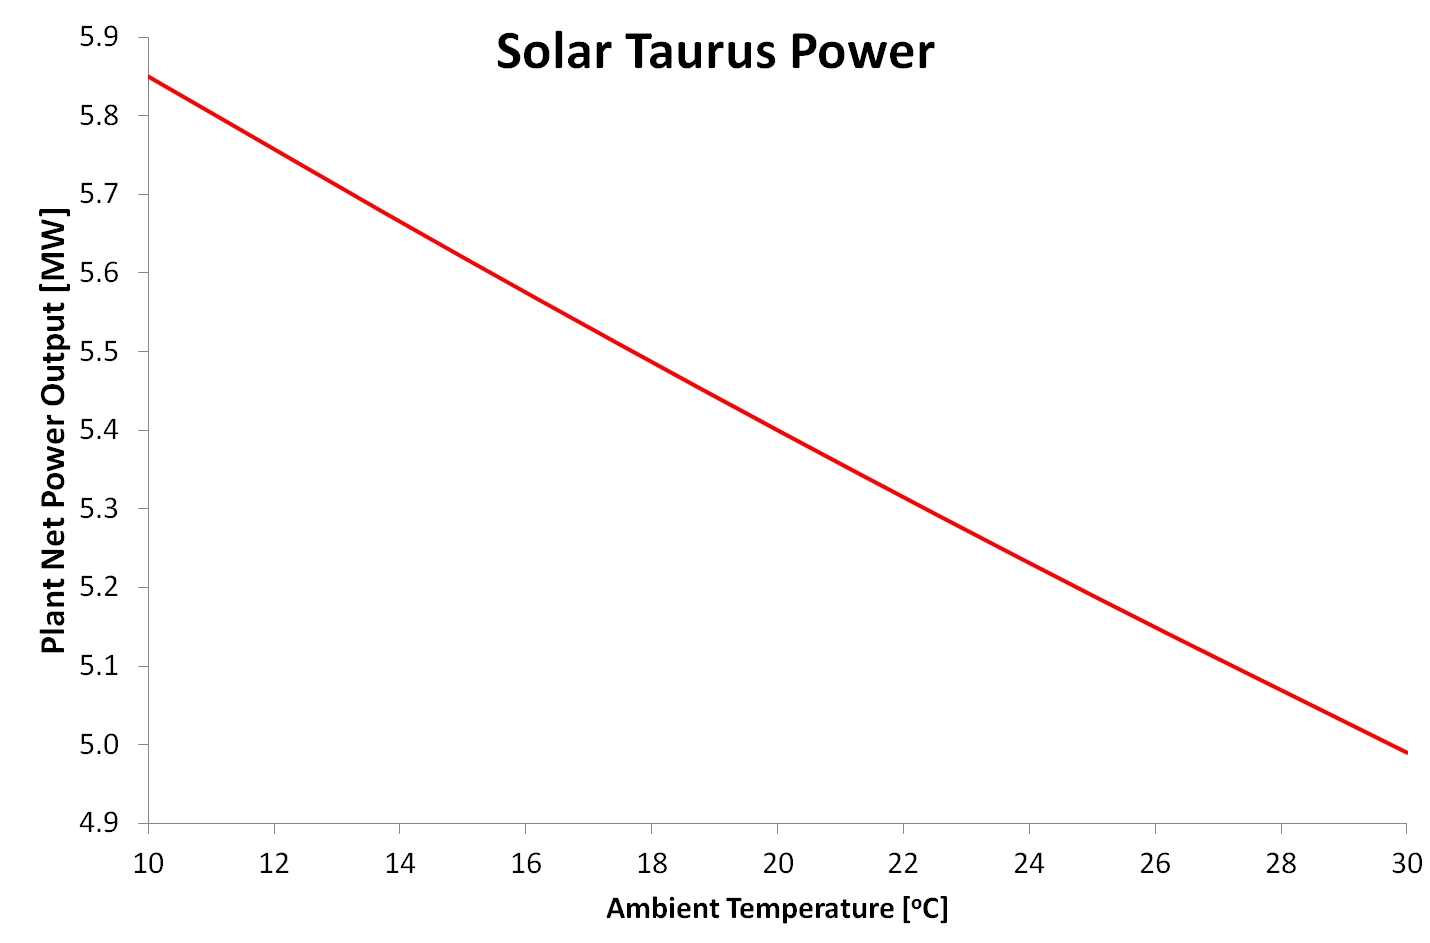 Solar Taurus Power
5.9
5.8
5.7
5.6
5.5
5.4
5.3
5.2
5.1
5.0
4.9
Plant Net Power Output [MW]
10 12 14 16 18 20 22 24 26 28 30
Ambient Temperature [ºC]